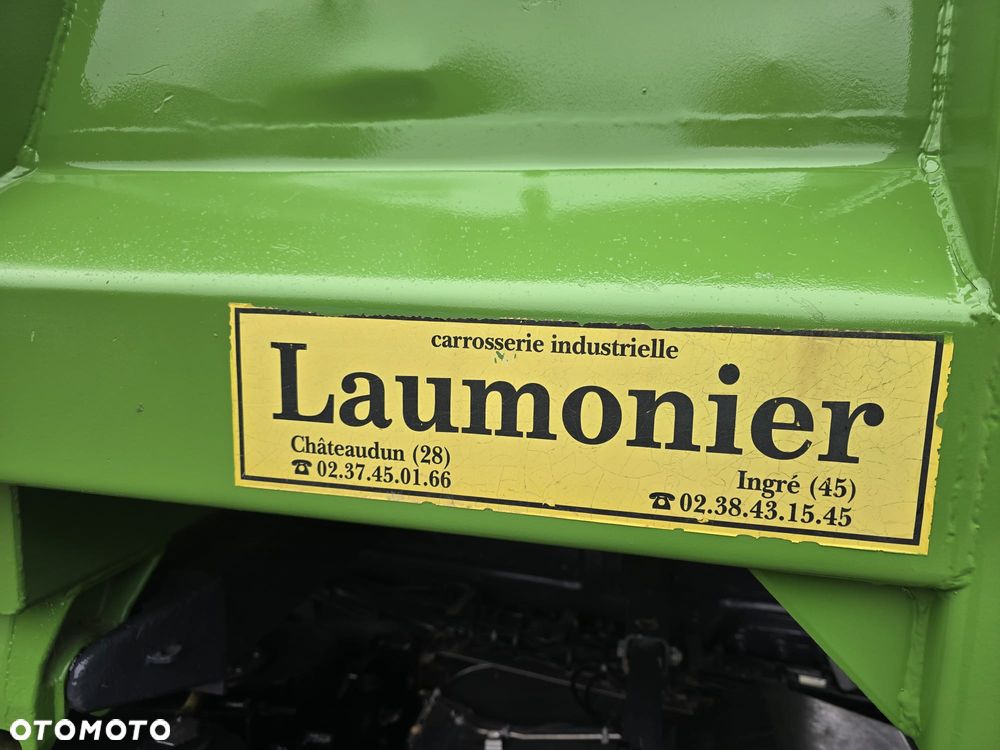 carrosserie industrielle
Laumonier
Châteaudun (28)
☎ 02.37.45.01.66
Ingré (45)
☎ 02.38.43.15.45
OTOMOTO